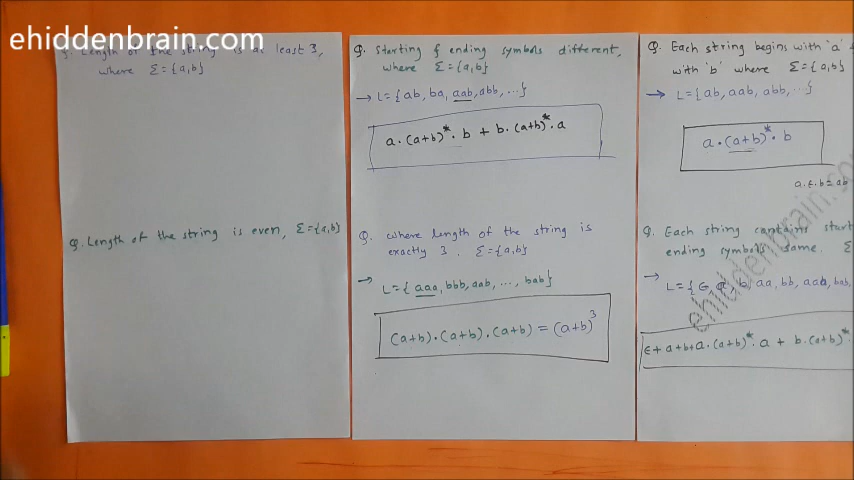 ehiddenbrain.com
Q. Length of the string is at least 3,
where Σ={a,b}
Q. Length of the string is even, Σ={a,b}
Q. Starting & ending symbols different,
where Σ={a,b}
→ L={ab, ba, aab, abb, ...}
a.(a+b)*.b + b.(a+b)*.a
Q. where length of the string is
exactly 3. Σ={a,b}
→ L={aaa, bbb, aab, ..., bab}
(a+b).(a+b).(a+b) = (a+b)³
Q. Each string begins with 'a' &
with 'b' where Σ={a,b}
→ L={ab, aab, abb, ...}
a.(a+b)*.b
a.ε.b = ab
Q. Each string contains start
ending symbols same. Σ
→ L={ε, a, b, aa, bb, aaa, bab,
ε+a+b+a.(a+b)*.a + b.(a+b)*.
ehiddenbrain.co